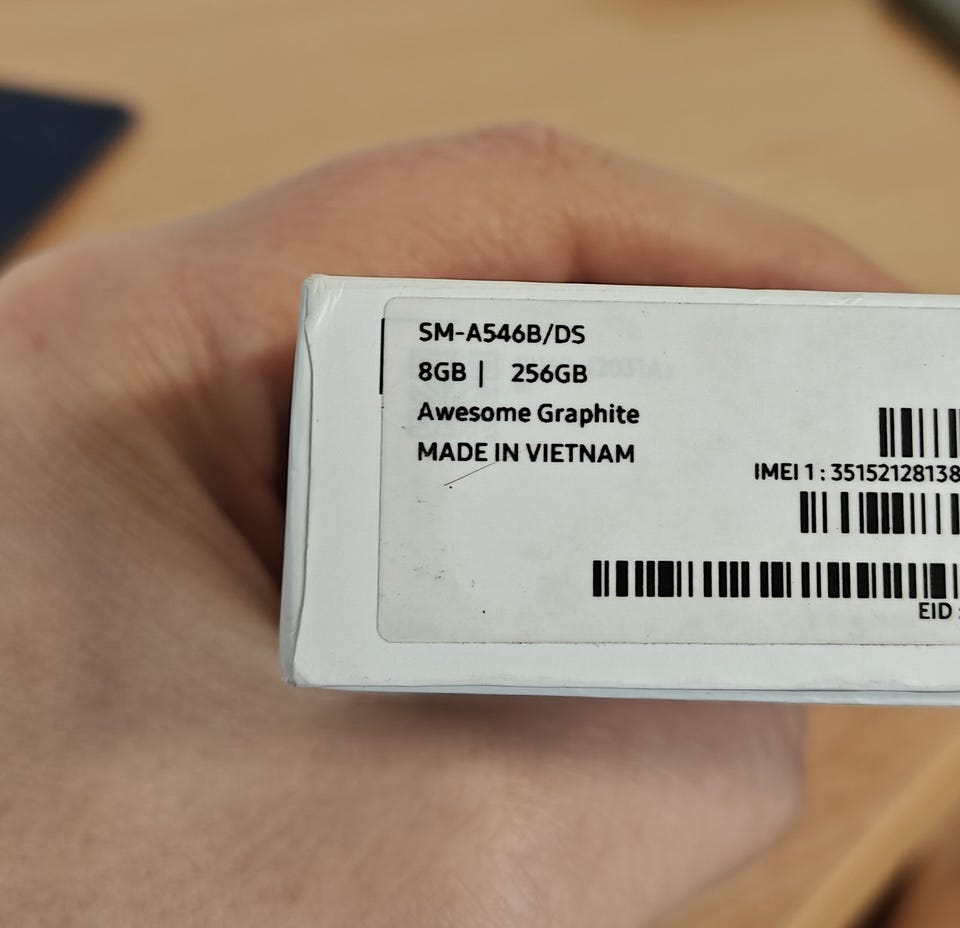 SM-A546B/DS
8GB | 256GB
Awesome Graphite
MADE IN VIETNAM
IMEI 1 : 35152128138
EID :